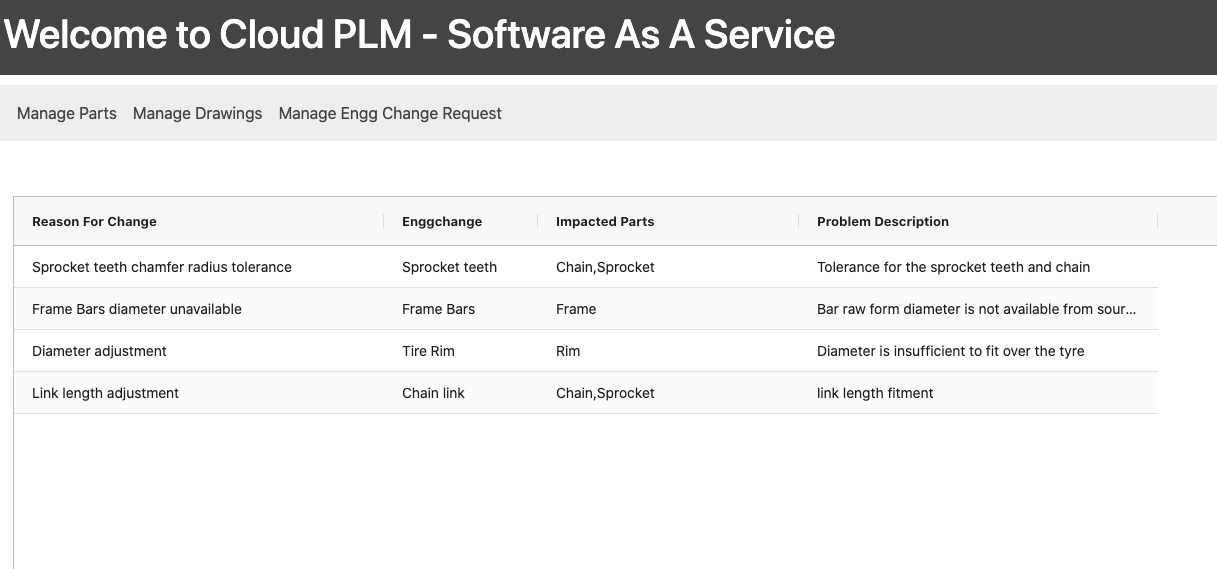 Welcome to Cloud PLM - Software As A Service
Manage Parts Manage Drawings Manage Engg Change Request
Reason For Change Enggchange Impacted Parts Problem Description
Sprocket teeth chamfer radius tolerance Sprocket teeth Chain,Sprocket Tolerance for the sprocket teeth and chain
Frame Bars diameter unavailable Frame Bars Frame Bar raw form diameter is not available from sour...
Diameter adjustment Tire Rim Rim Diameter is insufficient to fit over the tyre
Link length adjustment Chain link Chain,Sprocket link length fitment